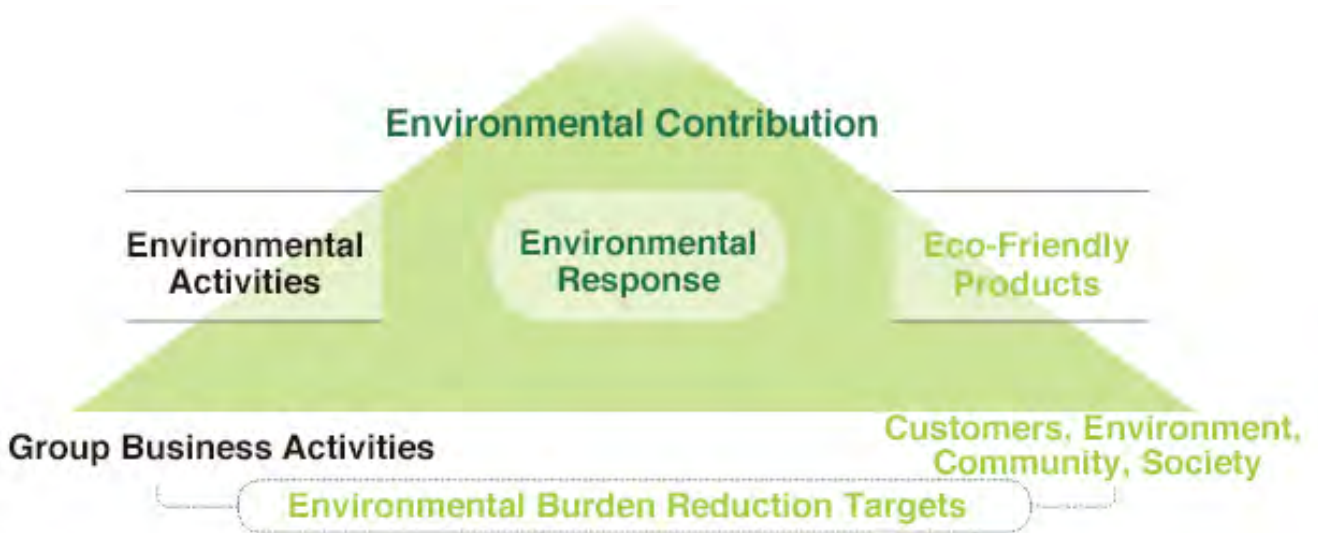 Environmental Contribution
Environmental
Activities
Environmental
Response
Eco-Friendly
Products
Group Business Activities
Customers, Environment,
Community, Society
Environmental Burden Reduction Targets